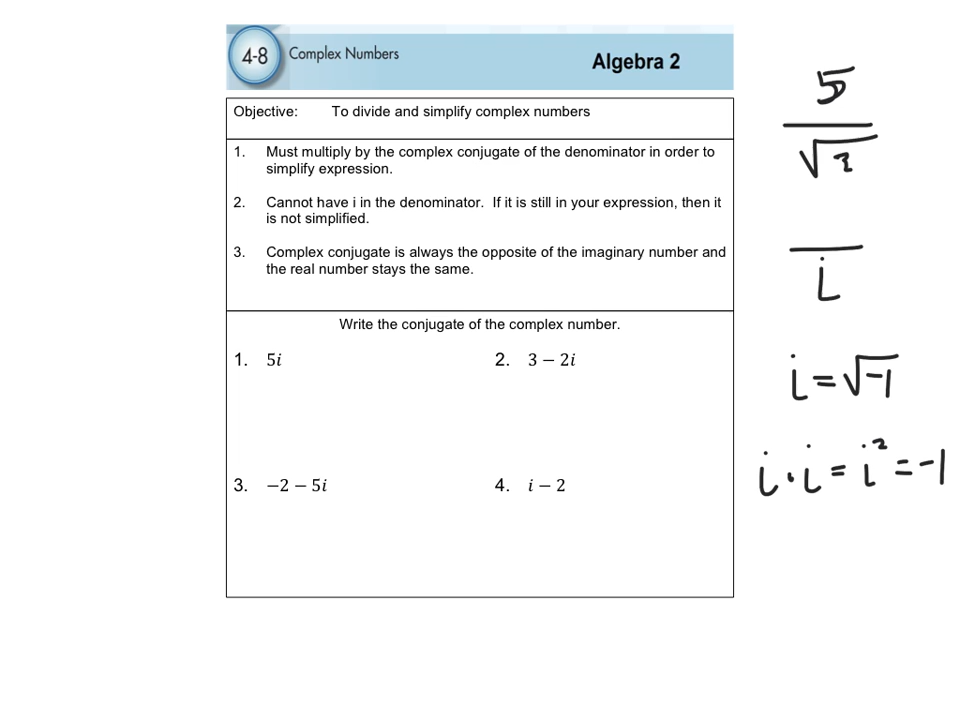 4-8 Complex Numbers Algebra 2
Objective: To divide and simplify complex numbers
1. Must multiply by the complex conjugate of the denominator in order to
simplify expression.
2. Cannot have i in the denominator. If it is still in your expression, then it
is not simplified.
3. Complex conjugate is always the opposite of the imaginary number and
the real number stays the same.
Write the conjugate of the complex number.
1. 5i 2. 3 − 2i
3. −2 − 5i 4. i − 2
5
√2
i
i = √-1
i · i = i² = -1